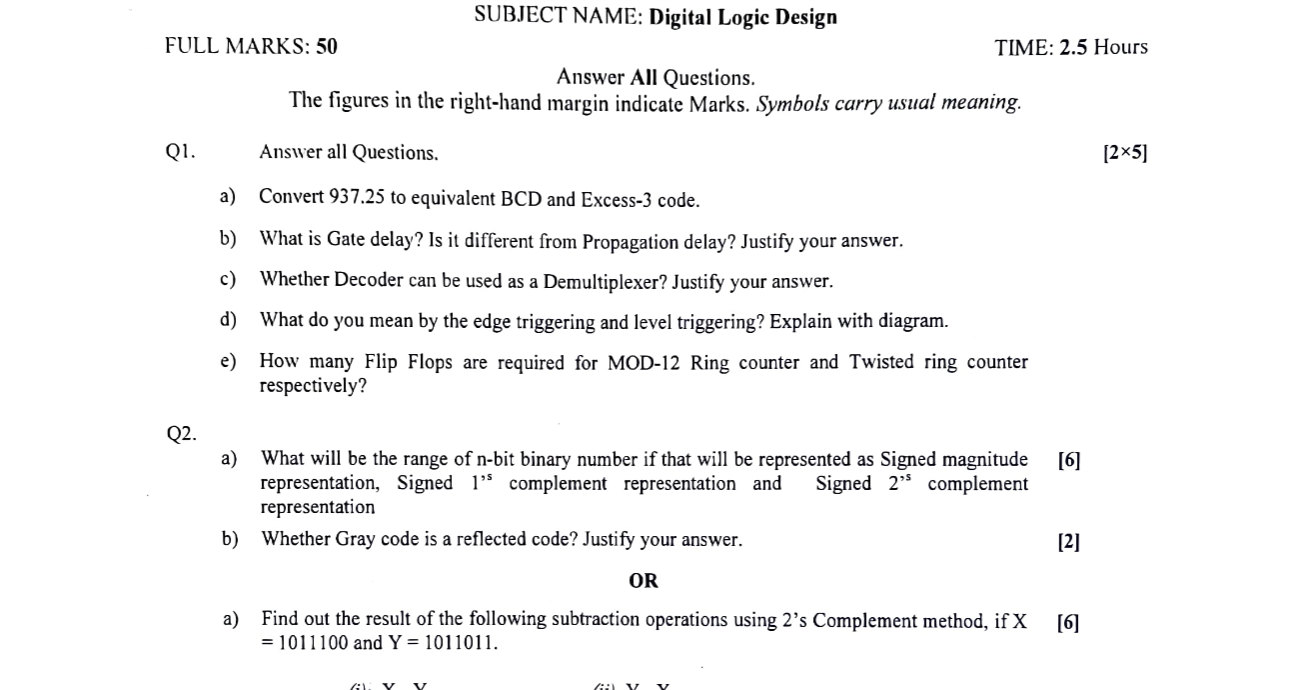 SUBJECT NAME: Digital Logic Design
FULL MARKS: 50 TIME: 2.5 Hours
Answer All Questions.
The figures in the right-hand margin indicate Marks. Symbols carry usual meaning.
Q1. Answer all Questions. [2×5]
a) Convert 937.25 to equivalent BCD and Excess-3 code.
b) What is Gate delay? Is it different from Propagation delay? Justify your answer.
c) Whether Decoder can be used as a Demultiplexer? Justify your answer.
d) What do you mean by the edge triggering and level triggering? Explain with diagram.
e) How many Flip Flops are required for MOD-12 Ring counter and Twisted ring counter
respectively?
Q2.
a) What will be the range of n-bit binary number if that will be represented as Signed magnitude [6]
representation, Signed 1’s complement representation and Signed 2’s complement
representation
b) Whether Gray code is a reflected code? Justify your answer. [2]
OR
a) Find out the result of the following subtraction operations using 2’s Complement method, if X [6]
= 1011100 and Y = 1011011.